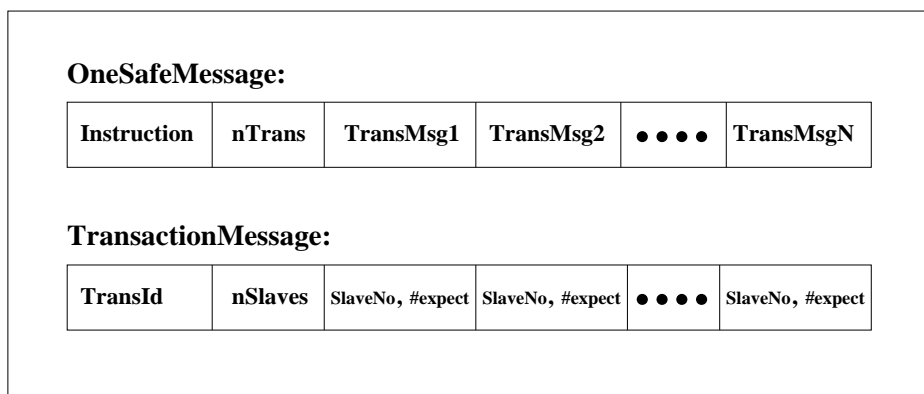 OneSafeMessage:
Instruction nTrans TransMsg1 TransMsg2 •••• TransMsgN
TransactionMessage:
TransId nSlaves SlaveNo, #expect SlaveNo, #expect •••• SlaveNo, #expect